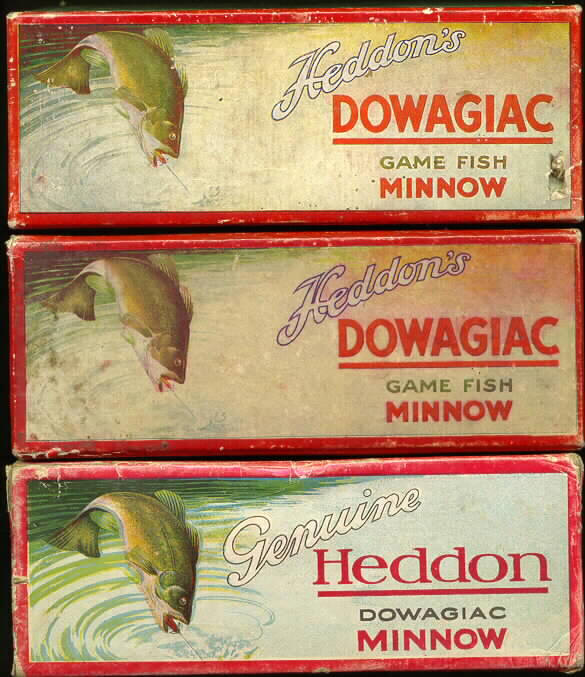 Heddon's
DOWAGIAC
GAME FISH
MINNOW
Heddon's
DOWAGIAC
GAME FISH
MINNOW
Genuine
Heddon
DOWAGIAC
MINNOW